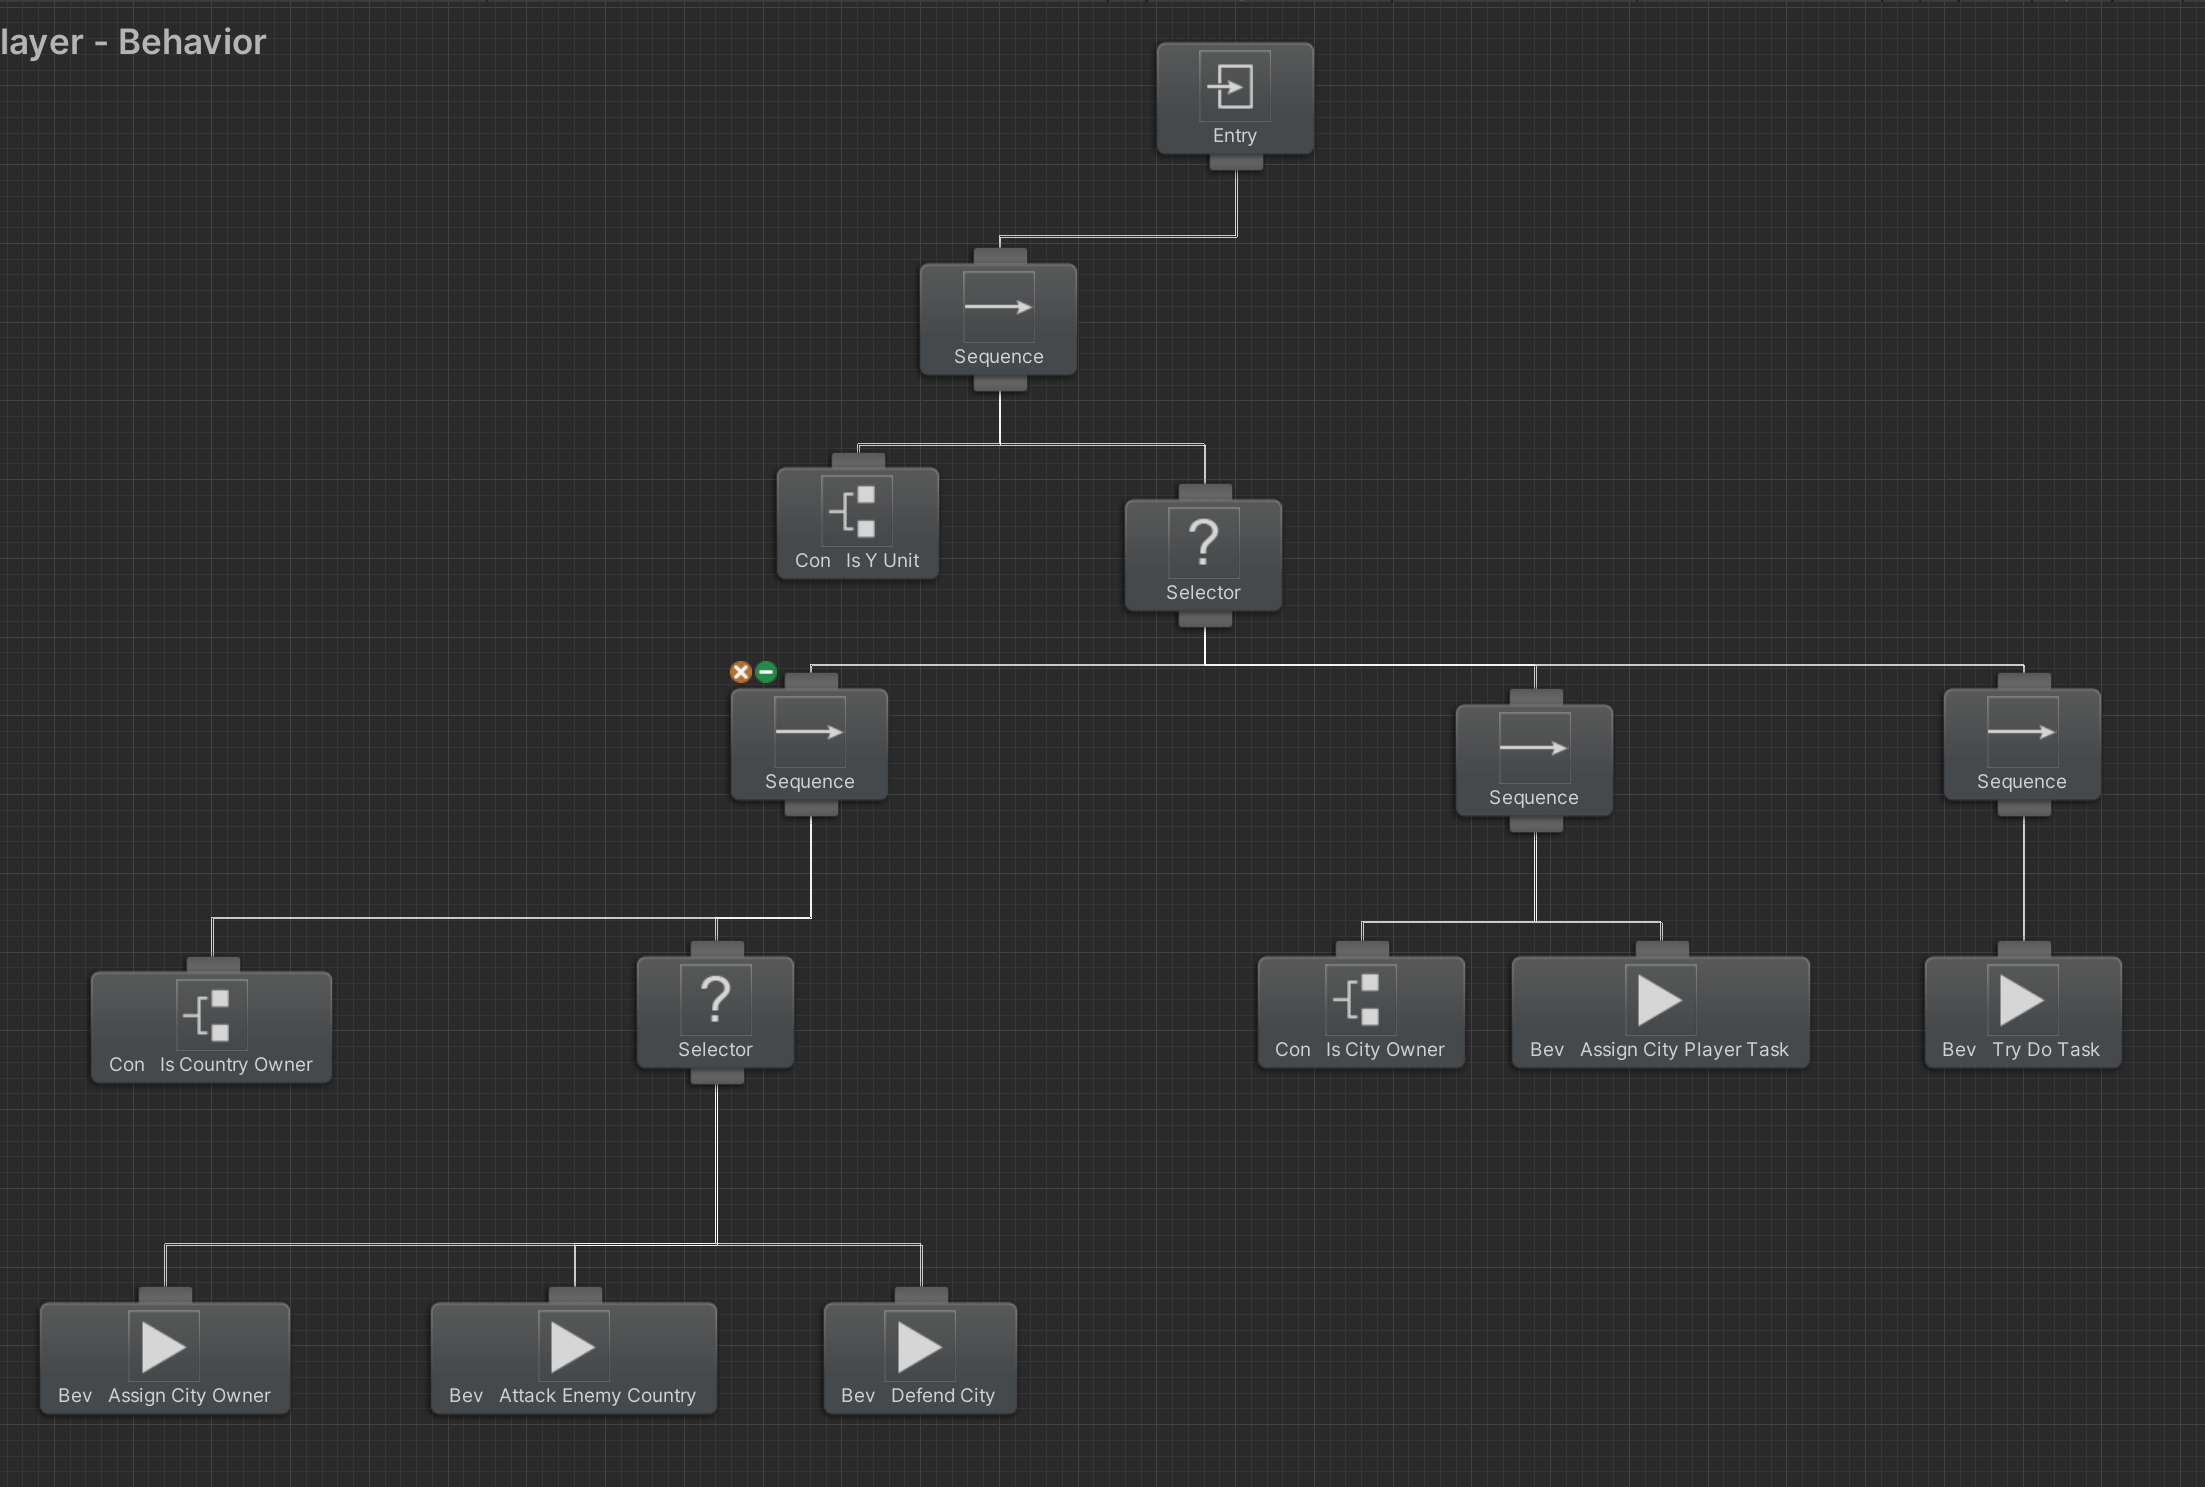 layer - Behavior
Entry
Sequence
Con Is Y Unit
Selector
Sequence
Sequence
Sequence
Con Is Country Owner
Selector
Con Is City Owner
Bev Assign City Player Task
Bev Try Do Task
Bev Assign City Owner
Bev Attack Enemy Country
Bev Defend City